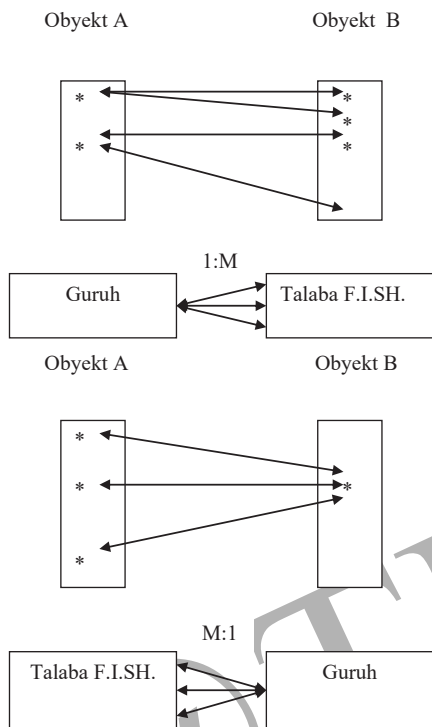 Obyekt A Obyekt B
* *
*
* *
1:M
Guruh Talaba F.I.SH.
Obyekt A Obyekt B
*
* *
*
M:1
Talaba F.I.SH. Guruh